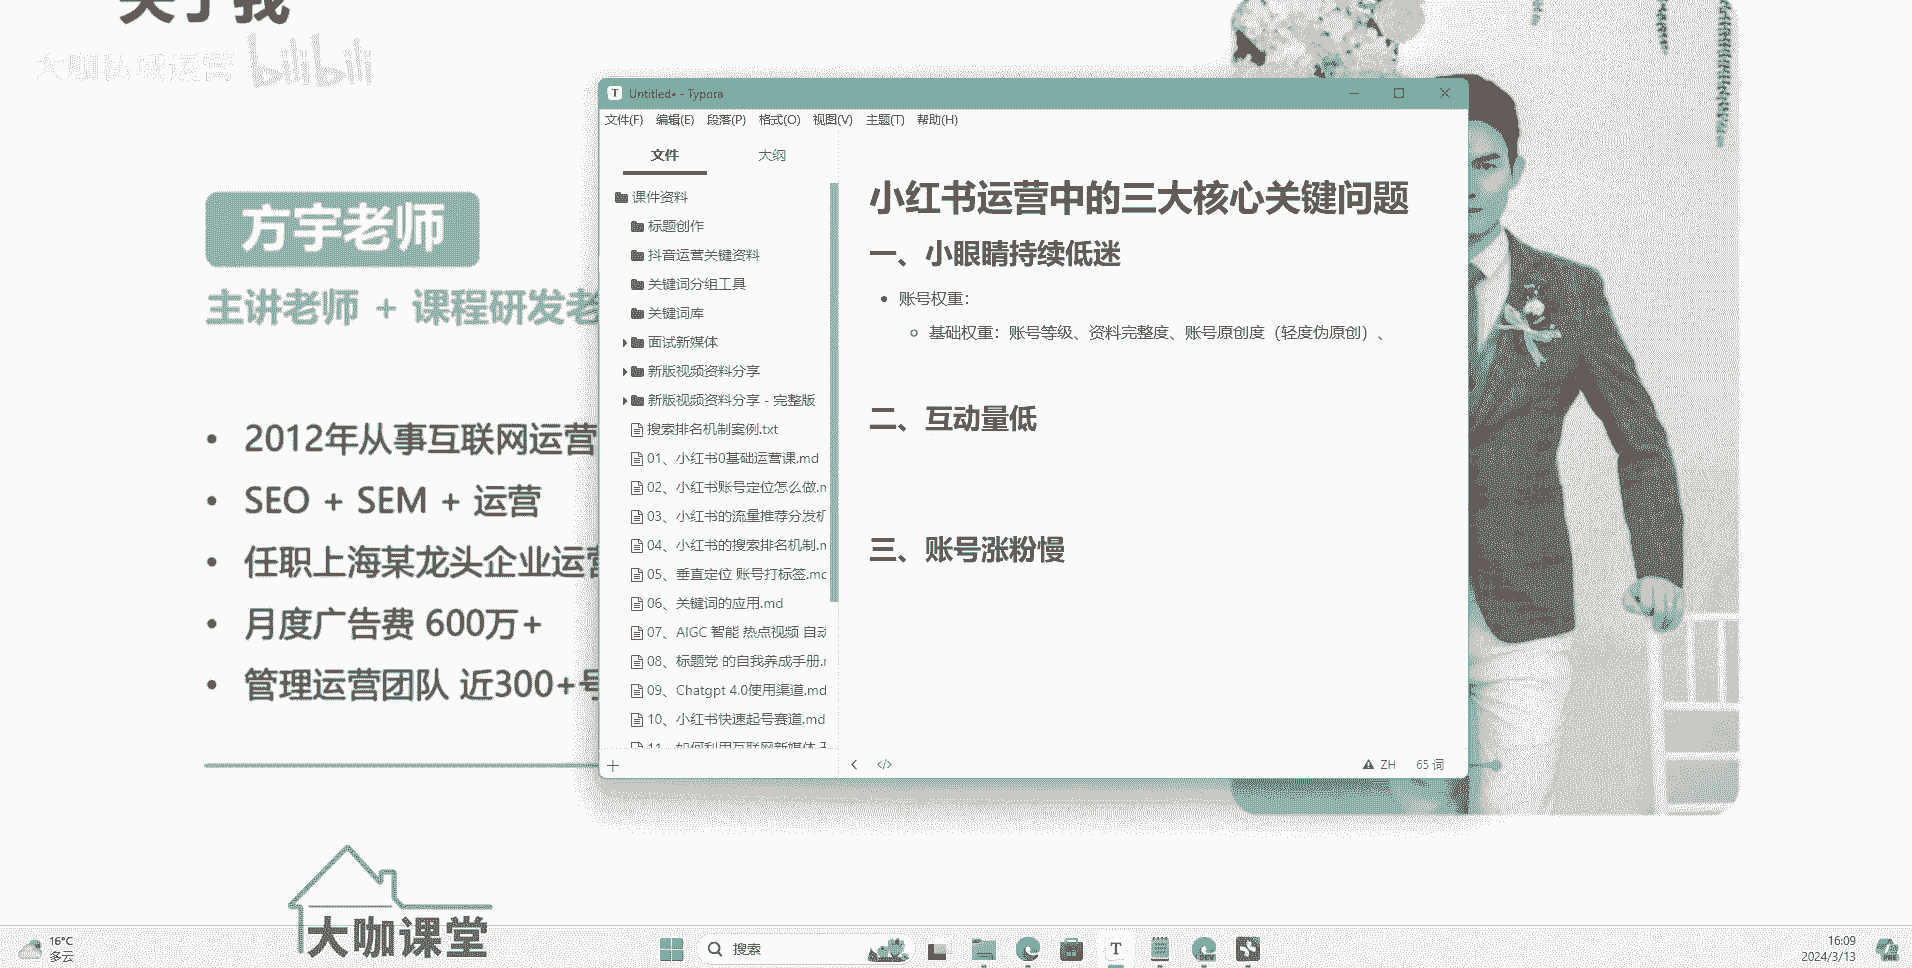 关于我
大咖私域运营 bilibili
方宇老师
主讲老师 + 课程研发老
• 2012年从事互联网运营
• SEO + SEM + 运营
• 任职上海某龙头企业运营
• 月度广告费 600万+
• 管理运营团队 近300+号
大咖课堂
T Untitled• - Typora
文件(F) 编辑(E) 段落(P) 格式(O) 视图(V) 主题(T) 帮助(H)
文件 大纲
课件资料
标题创作
抖音运营关键资料
关键词分组工具
关键词库
面试新媒体
新版视频资料分享
新版视频资料分享 - 完整版
搜索排名机制案例.txt
01、小红书0基础运营课.md
02、小红书账号定位怎么做.m
03、小红书的流量推荐分发机
04、小红书的搜索排名机制.m
05、垂直定位 账号打标签.mc
06、关键词的应用.md
07、AIGC 智能 热点视频 自动
08、标题党 的自我养成手册.r
09、Chatgpt 4.0使用渠道.md
10、小红书快速起号赛道.md
11、如何利用互联网新媒体
小红书运营中的三大核心关键问题
一、小眼睛持续低迷
• 账号权重：
○ 基础权重：账号等级、资料完整度、账号原创度（轻度伪原创）、
二、互动量低
三、账号涨粉慢
</> ZH 65 词
16°C
多云
搜索
T
DEV
16:09
2024/3/13
PRE